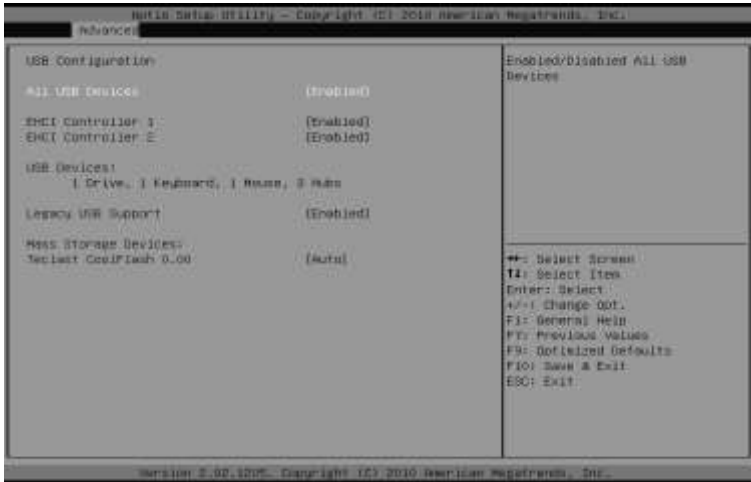 Aptio Setup Utility - Copyright (C) 2010 American Megatrends, Inc.
Advanced
USB Configuration
All USB Devices [Enabled]
EHCI Controller 1 [Enabled]
EHCI Controller 2 [Enabled]
USB Devices:
1 Drive, 1 Keyboard, 1 Mouse, 3 Hubs
Legacy USB Support [Enabled]
Mass Storage Devices:
Teclast CoolFlash 0.00 [Auto]
Enabled/Disabled All USB
Devices
↔: Select Screen
↑↓: Select Item
Enter: Select
+/-: Change Opt.
F1: General Help
F7: Previous Values
F9: Optimized Defaults
F10: Save & Exit
ESC: Exit
Version 2.02.1205. Copyright (C) 2010 American Megatrends, Inc.